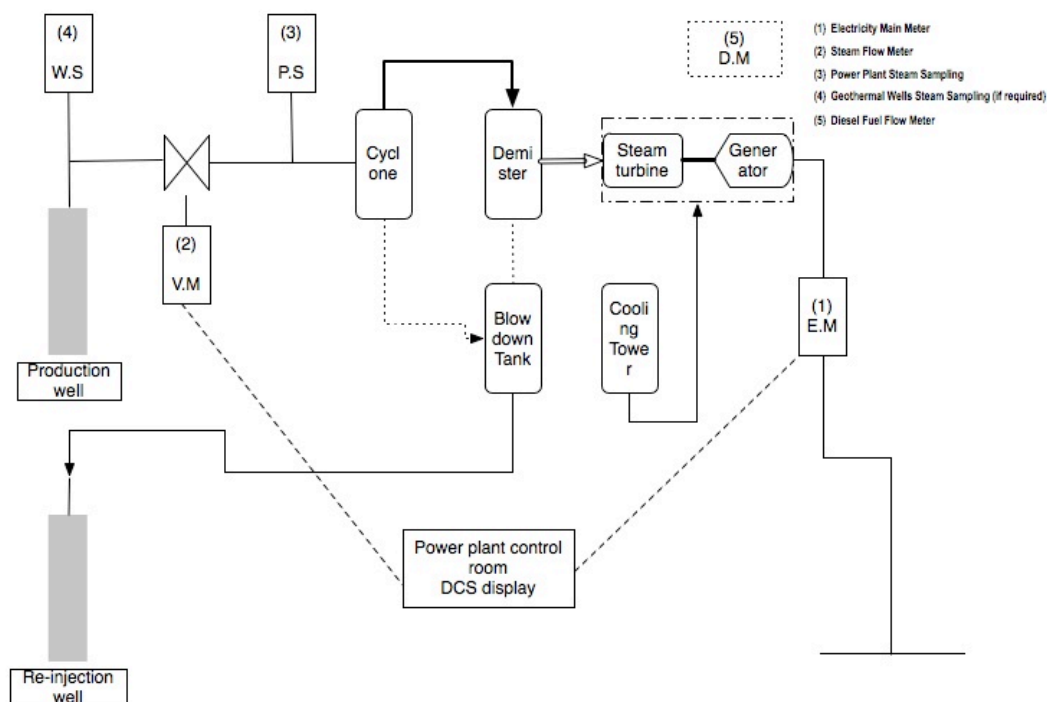 (4)
W.S
(3)
P.S
(5)
D.M
(1) Electricity Main Meter
(2) Steam Flow Meter
(3) Power Plant Steam Sampling
(4) Geothermal Wells Steam Sampling (if required)
(5) Diesel Fuel Flow Meter
Cycl
one
Demi
ster
Steam
turbine
Gener
ator
(2)
V.M
Blow
down
Tank
Cooli
ng
Towe
r
(1)
E.M
Production
well
Power plant control
room
DCS display
Re-injection
well